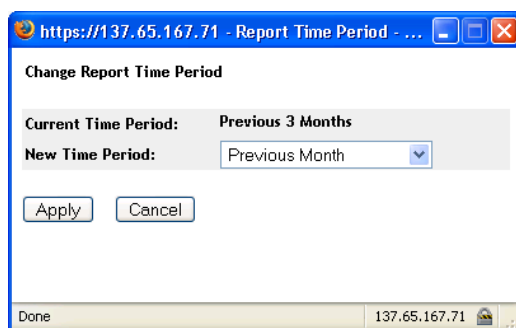 https://137.65.167.71 - Report Time Period - ...
Change Report Time Period
Current Time Period: Previous 3 Months
New Time Period: Previous Month
Apply Cancel
Done 137.65.167.71